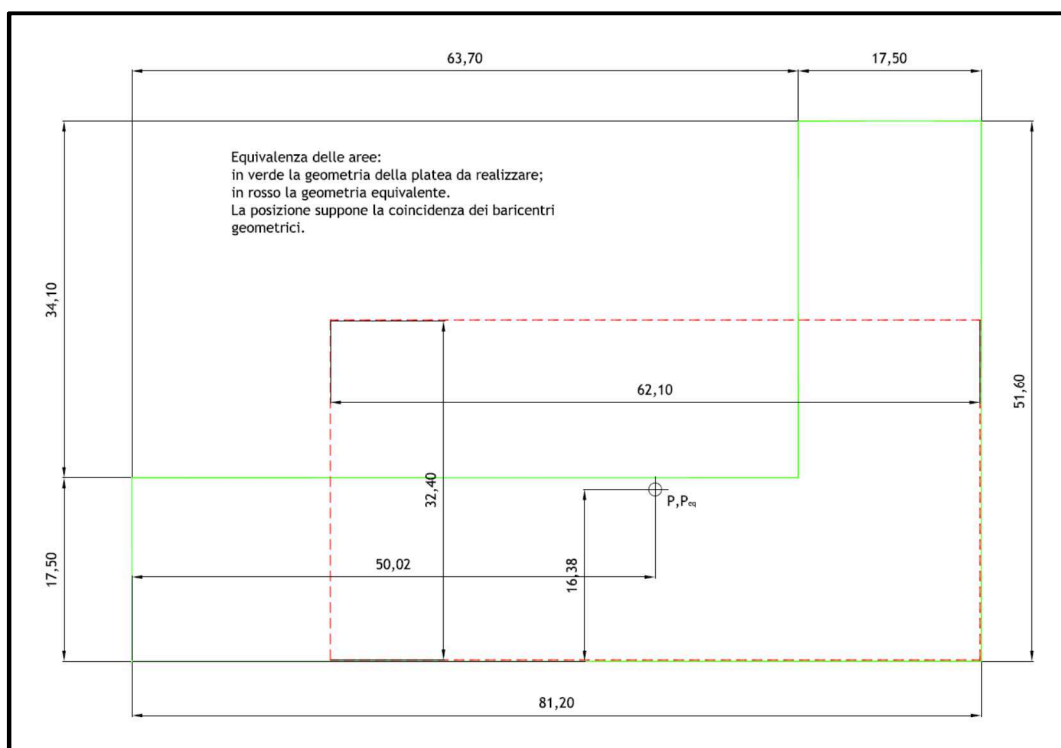 63,70
17,50
Equivalenza delle aree:
in verde la geometria della platea da realizzare;
in rosso la geometria equivalente.
La posizione suppone la coincidenza dei baricentri
geometrici.
34,10
51,60
62,10
32,40
P,Peq
17,50
50,02
16,38
81,20